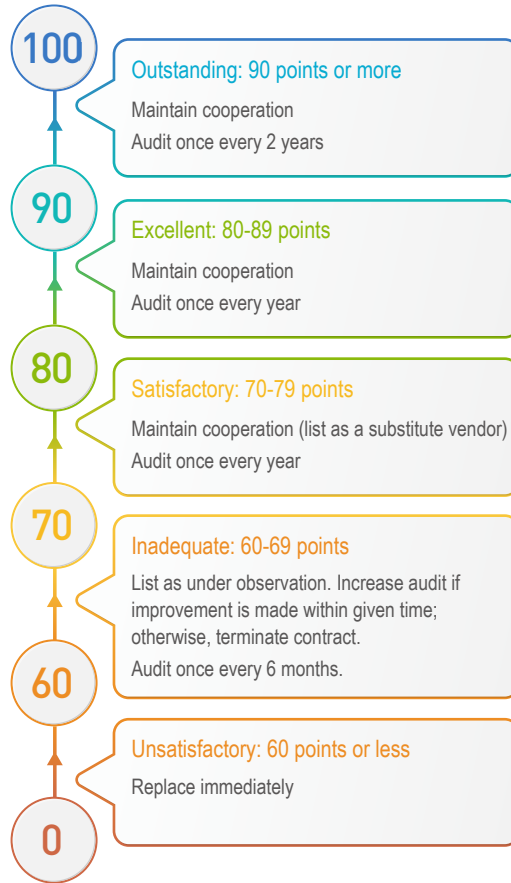 100
Outstanding: 90 points or more
Maintain cooperation
Audit once every 2 years
90
Excellent: 80-89 points
Maintain cooperation
Audit once every year
80
Satisfactory: 70-79 points
Maintain cooperation (list as a substitute vendor)
Audit once every year
70
Inadequate: 60-69 points
List as under observation. Increase audit if
improvement is made within given time;
otherwise, terminate contract.
Audit once every 6 months.
60
Unsatisfactory: 60 points or less
Replace immediately
0